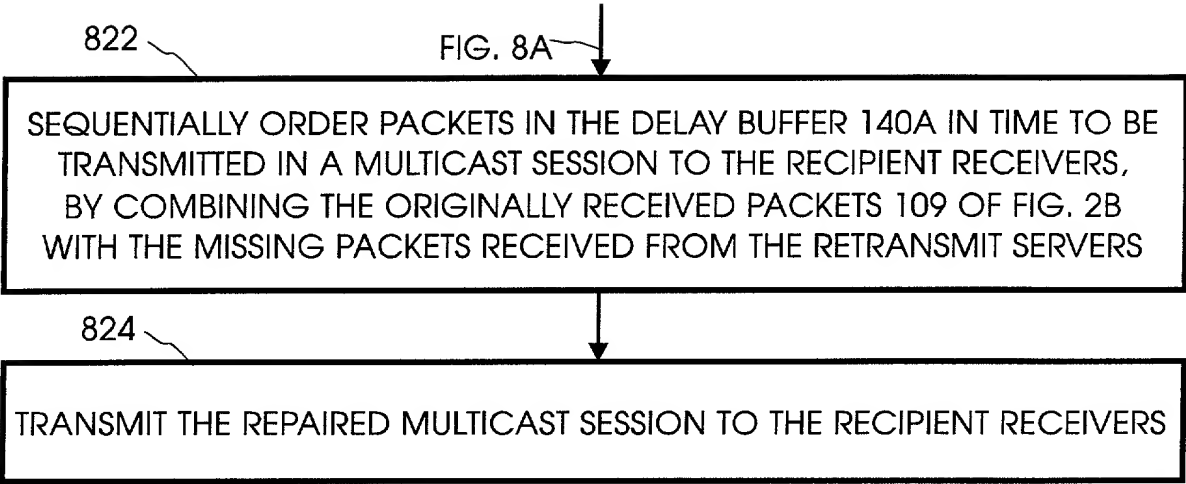 822
FIG. 8A
SEQUENTIALLY ORDER PACKETS IN THE DELAY BUFFER 140A IN TIME TO BE
TRANSMITTED IN A MULTICAST SESSION TO THE RECIPIENT RECEIVERS,
BY COMBINING THE ORIGINALLY RECEIVED PACKETS 109 OF FIG. 2B
WITH THE MISSING PACKETS RECEIVED FROM THE RETRANSMIT SERVERS
824
TRANSMIT THE REPAIRED MULTICAST SESSION TO THE RECIPIENT RECEIVERS